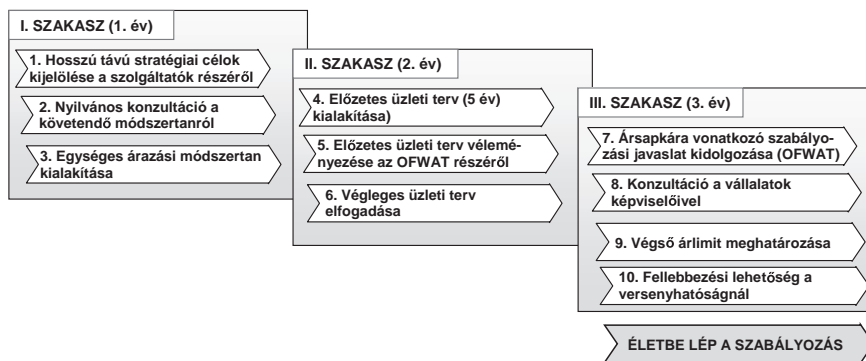 I. SZAKASZ (1. év)
1. Hosszú távú stratégiai célok
kijelölése a szolgáltatók részéről
2. Nyilvános konzultáció a
követendő módszertanról
3. Egységes árazási módszertan
kialakítása
II. SZAKASZ (2. év)
4. Előzetes üzleti terv (5 év)
kialakítása)
5. Előzetes üzleti terv vélemé-
nyezése az OFWAT részéről
6. Végleges üzleti terv
elfogadása
III. SZAKASZ (3. év)
7. Ársapkára vonatkozó szabályo-
zási javaslat kidolgozása (OFWAT)
8. Konzultáció a vállalatok
képviselőivel
9. Végső árlimit meghatározása
10. Fellebbezési lehetőség a
versenyhatóságnál
ÉLETBE LÉP A SZABÁLYOZÁS